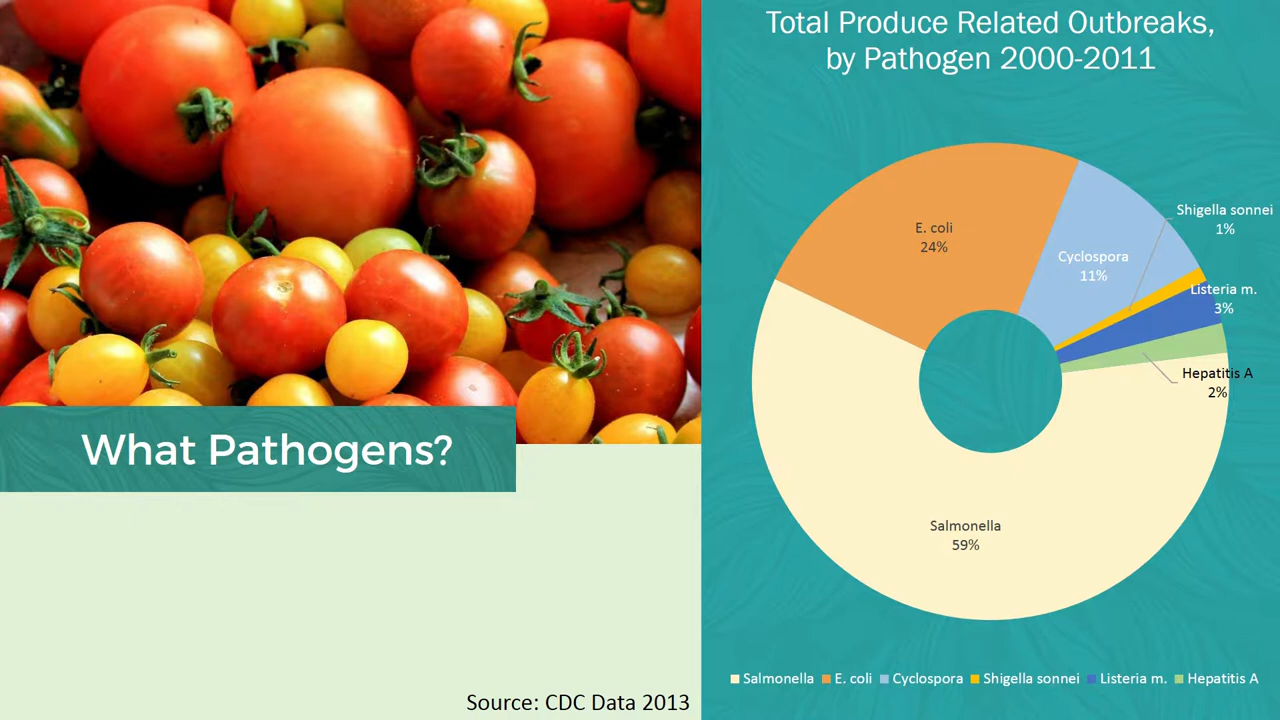 What Pathogens?
Source: CDC Data 2013
Total Produce Related Outbreaks,
by Pathogen 2000-2011
E. coli
24%
Cyclospora
11%
Shigella sonnei
1%
Listeria m.
3%
Hepatitis A
2%
Salmonella
59%
Salmonella E. coli Cyclospora Shigella sonnei Listeria m. Hepatitis A